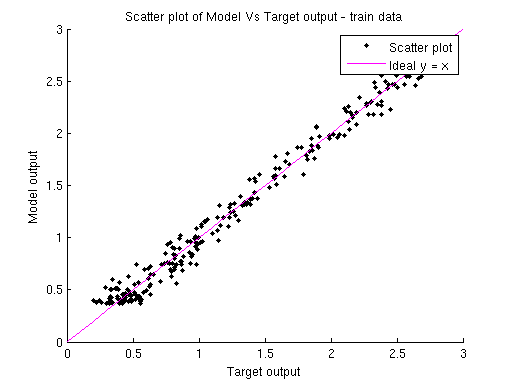 Scatter plot of Model Vs Target output - train data
3
2.5
2
1.5
1
0.5
0
Model output
Scatter plot
Ideal y = x
0
0.5
1
1.5
2
2.5
3
Target output